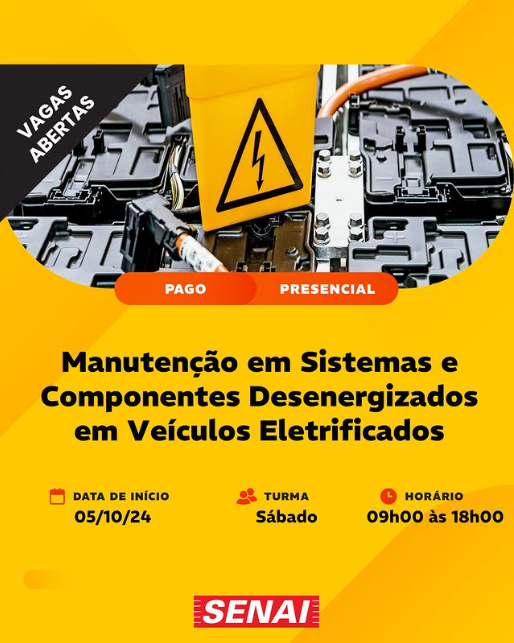 VAGAS
ABERTAS
PAGO
PRESENCIAL
Manutenção em Sistemas e
Componentes Desenergizados
em Veículos Eletrificados
DATA DE INÍCIO
05/10/24
TURMA
Sábado
HORÁRIO
09h00 às 18h00
SENAI